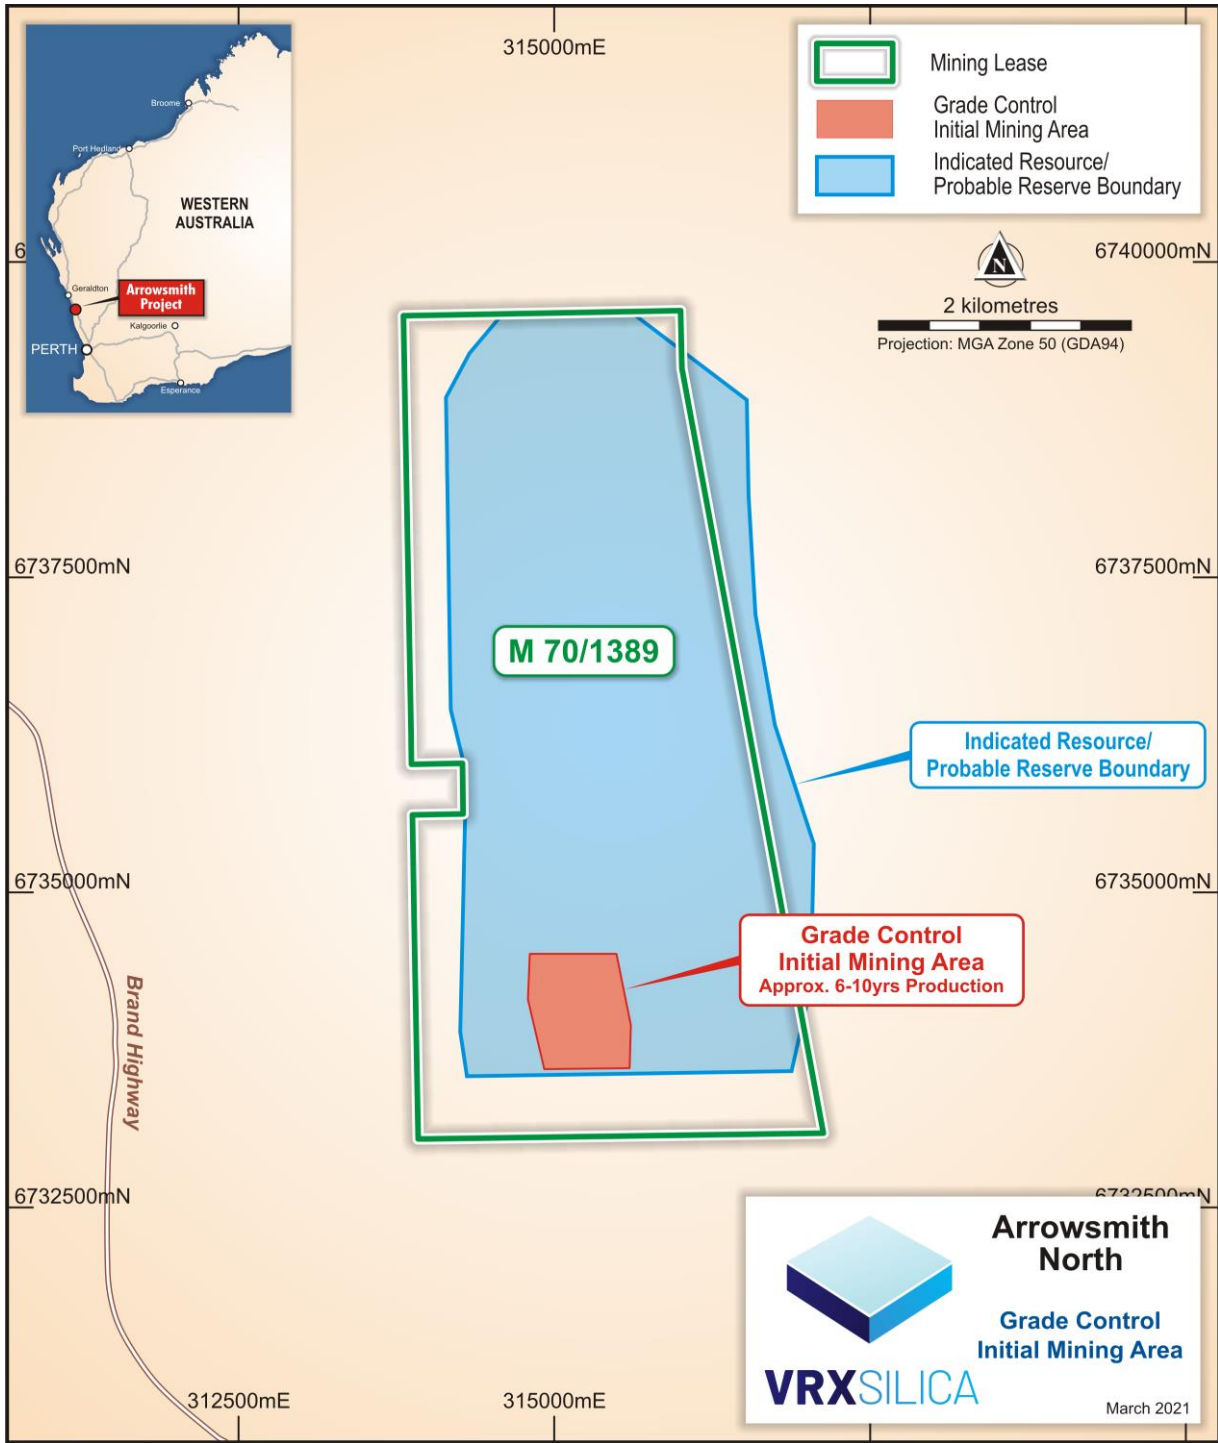 315000mE
Mining Lease
Grade Control
Initial Mining Area
Indicated Resource/
Probable Reserve Boundary
Broome
Port Hedland
WESTERN
AUSTRALIA
Geraldton
Arrowsmith
Project
Kalgoorlie
PERTH
Esperance
6
6740000mN
N
2 kilometres
Projection: MGA Zone 50 (GDA94)
6737500mN
6737500mN
M 70/1389
Indicated Resource/
Probable Reserve Boundary
6735000mN
6735000mN
Grade Control
Initial Mining Area
Approx. 6-10yrs Production
Brand Highway
6732500mN
6732500mN
Arrowsmith
North
Grade Control
Initial Mining Area
VRXSILICA
March 2021
312500mE
315000mE